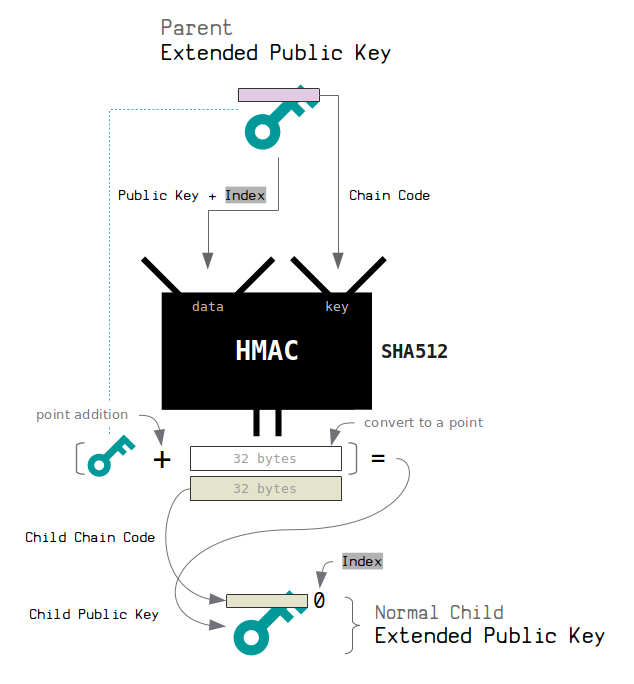 Parent
Extended Public Key
Public Key + Index
Chain Code
data
key
HMAC
SHA512
point addition
convert to a point
+
32 bytes
=
32 bytes
Child Chain Code
Index
0
Child Public Key
Normal Child
Extended Public Key